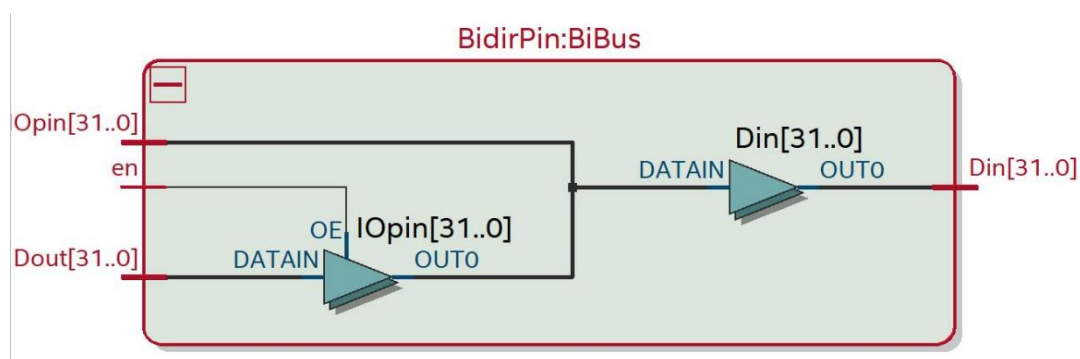 BidirPin:BiBus
IOpin[31..0]
en
Dout[31..0]
OE
IOpin[31..0]
DATAIN
OUT0
Din[31..0]
DATAIN
OUT0
Din[31..0]